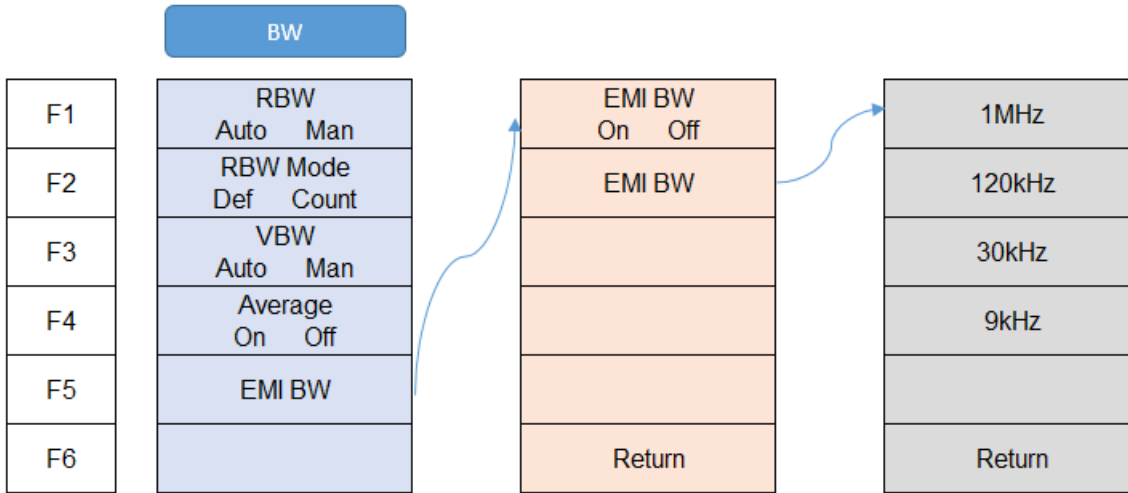 BW
F1
RBW
Auto Man
EMI BW
On Off
1MHz
F2
RBW Mode
Def Count
EMI BW
120kHz
F3
VBW
Auto Man
30kHz
F4
Average
On Off
9kHz
F5
EMI BW
F6
Return
Return